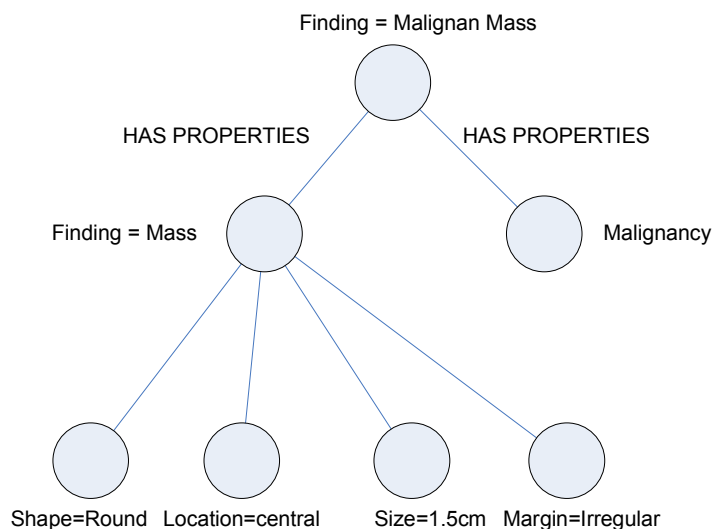 Finding = Malignan Mass
HAS PROPERTIES
HAS PROPERTIES
Finding = Mass
Malignancy
Shape=Round
Location=central
Size=1.5cm
Margin=Irregular